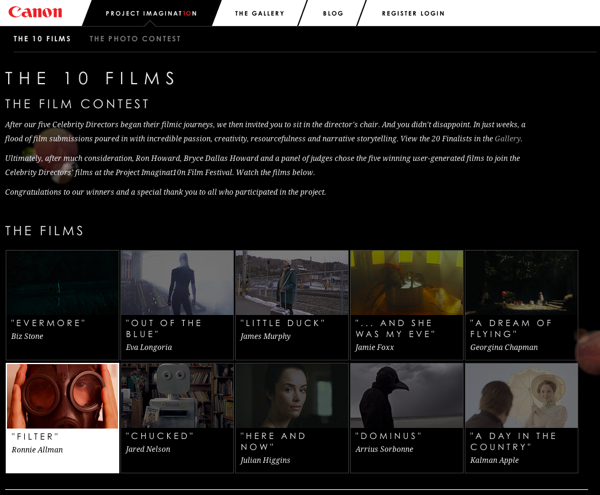 Canon
PROJECT IMAGINAT10N
THE GALLERY
BLOG
REGISTER LOGIN
THE 10 FILMS
THE PHOTO CONTEST
THE 10 FILMS
THE FILM CONTEST
After our five Celebrity Directors began their filmic journeys, we then invited you to sit in the director's chair. And you didn't disappoint. In just weeks, a
flood of film submissions poured in with incredible passion, creativity, resourcefulness and narrative storytelling. View the 20 Finalists in the Gallery.
Ultimately, after much consideration, Ron Howard, Bryce Dallas Howard and a panel of judges chose the five winning user-generated films to join the
Celebrity Directors' films at the Project Imaginat10n Film Festival. Watch the films below.
Congratulations to our winners and a special thank you to all who participated in the project.
THE FILMS
"EVERMORE"
Biz Stone
"OUT OF THE
BLUE"
Eva Longoria
"LITTLE DUCK"
James Murphy
"... AND SHE
WAS MY EVE"
Jamie Foxx
"A DREAM OF
FLYING"
Georgina Chapman
"FILTER"
Ronnie Allman
"CHUCKED"
Jared Nelson
"HERE AND
NOW"
Julian Higgins
"DOMINUS"
Arrius Sorbonne
"A DAY IN THE
COUNTRY"
Kalman Apple